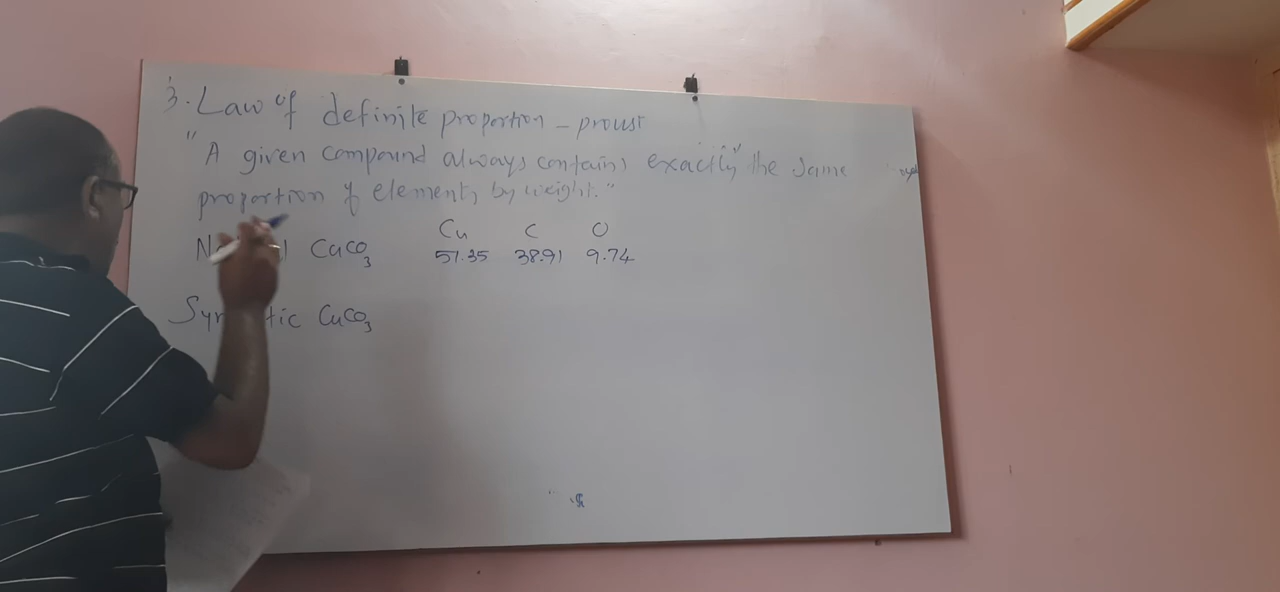 3. Law of definite proportion - proust
"A given compound always contains exactly the same
proportion of elements by weight."
Cu C O
CuCO3 51.35 38.91 9.74
CuCO3